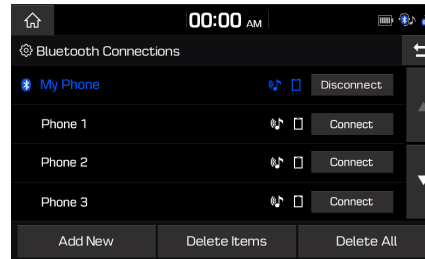 00:00 AM
Bluetooth Connections
My Phone Disconnect
Phone 1 Connect
Phone 2 Connect
Phone 3 Connect
Add New Delete Items Delete All